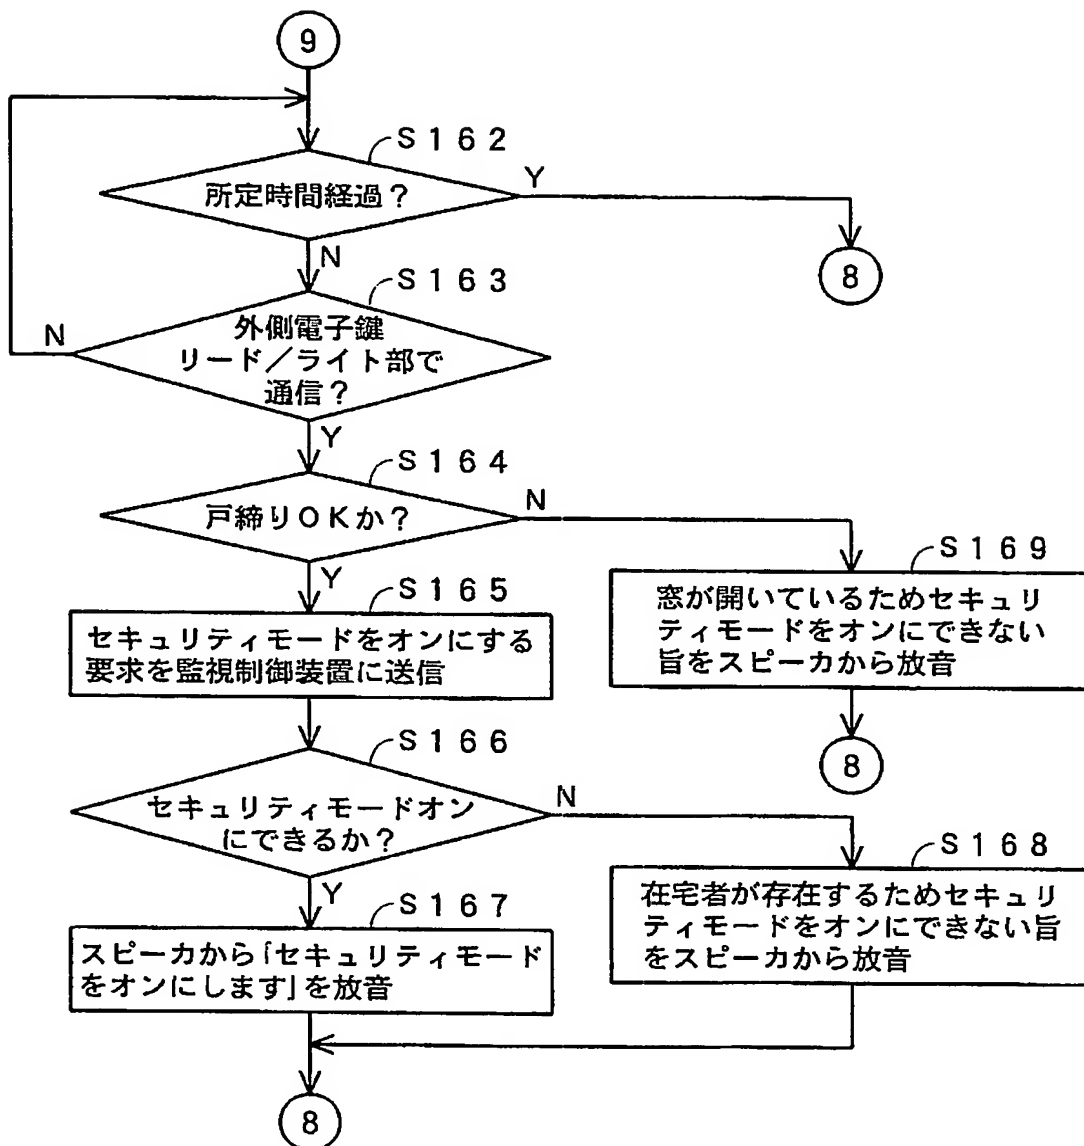 9
S162
所定時間経過?
Y
8
N
S163
外側電子鍵
リード/ライト部で
通信?
N
Y
S164
戸締りOKか?
N
S169
窓が開いているためセキュリ
ティモードをオンにできない
旨をスピーカから放音
8
Y
S165
セキュリティモードをオンにする
要求を監視制御装置に送信
S166
セキュリティモードオン
にできるか?
N
S168
在宅者が存在するためセキュリ
ティモードをオンにできない旨
をスピーカから放音
Y
S167
スピーカから「セキュリティモード
をオンにします」を放音
8